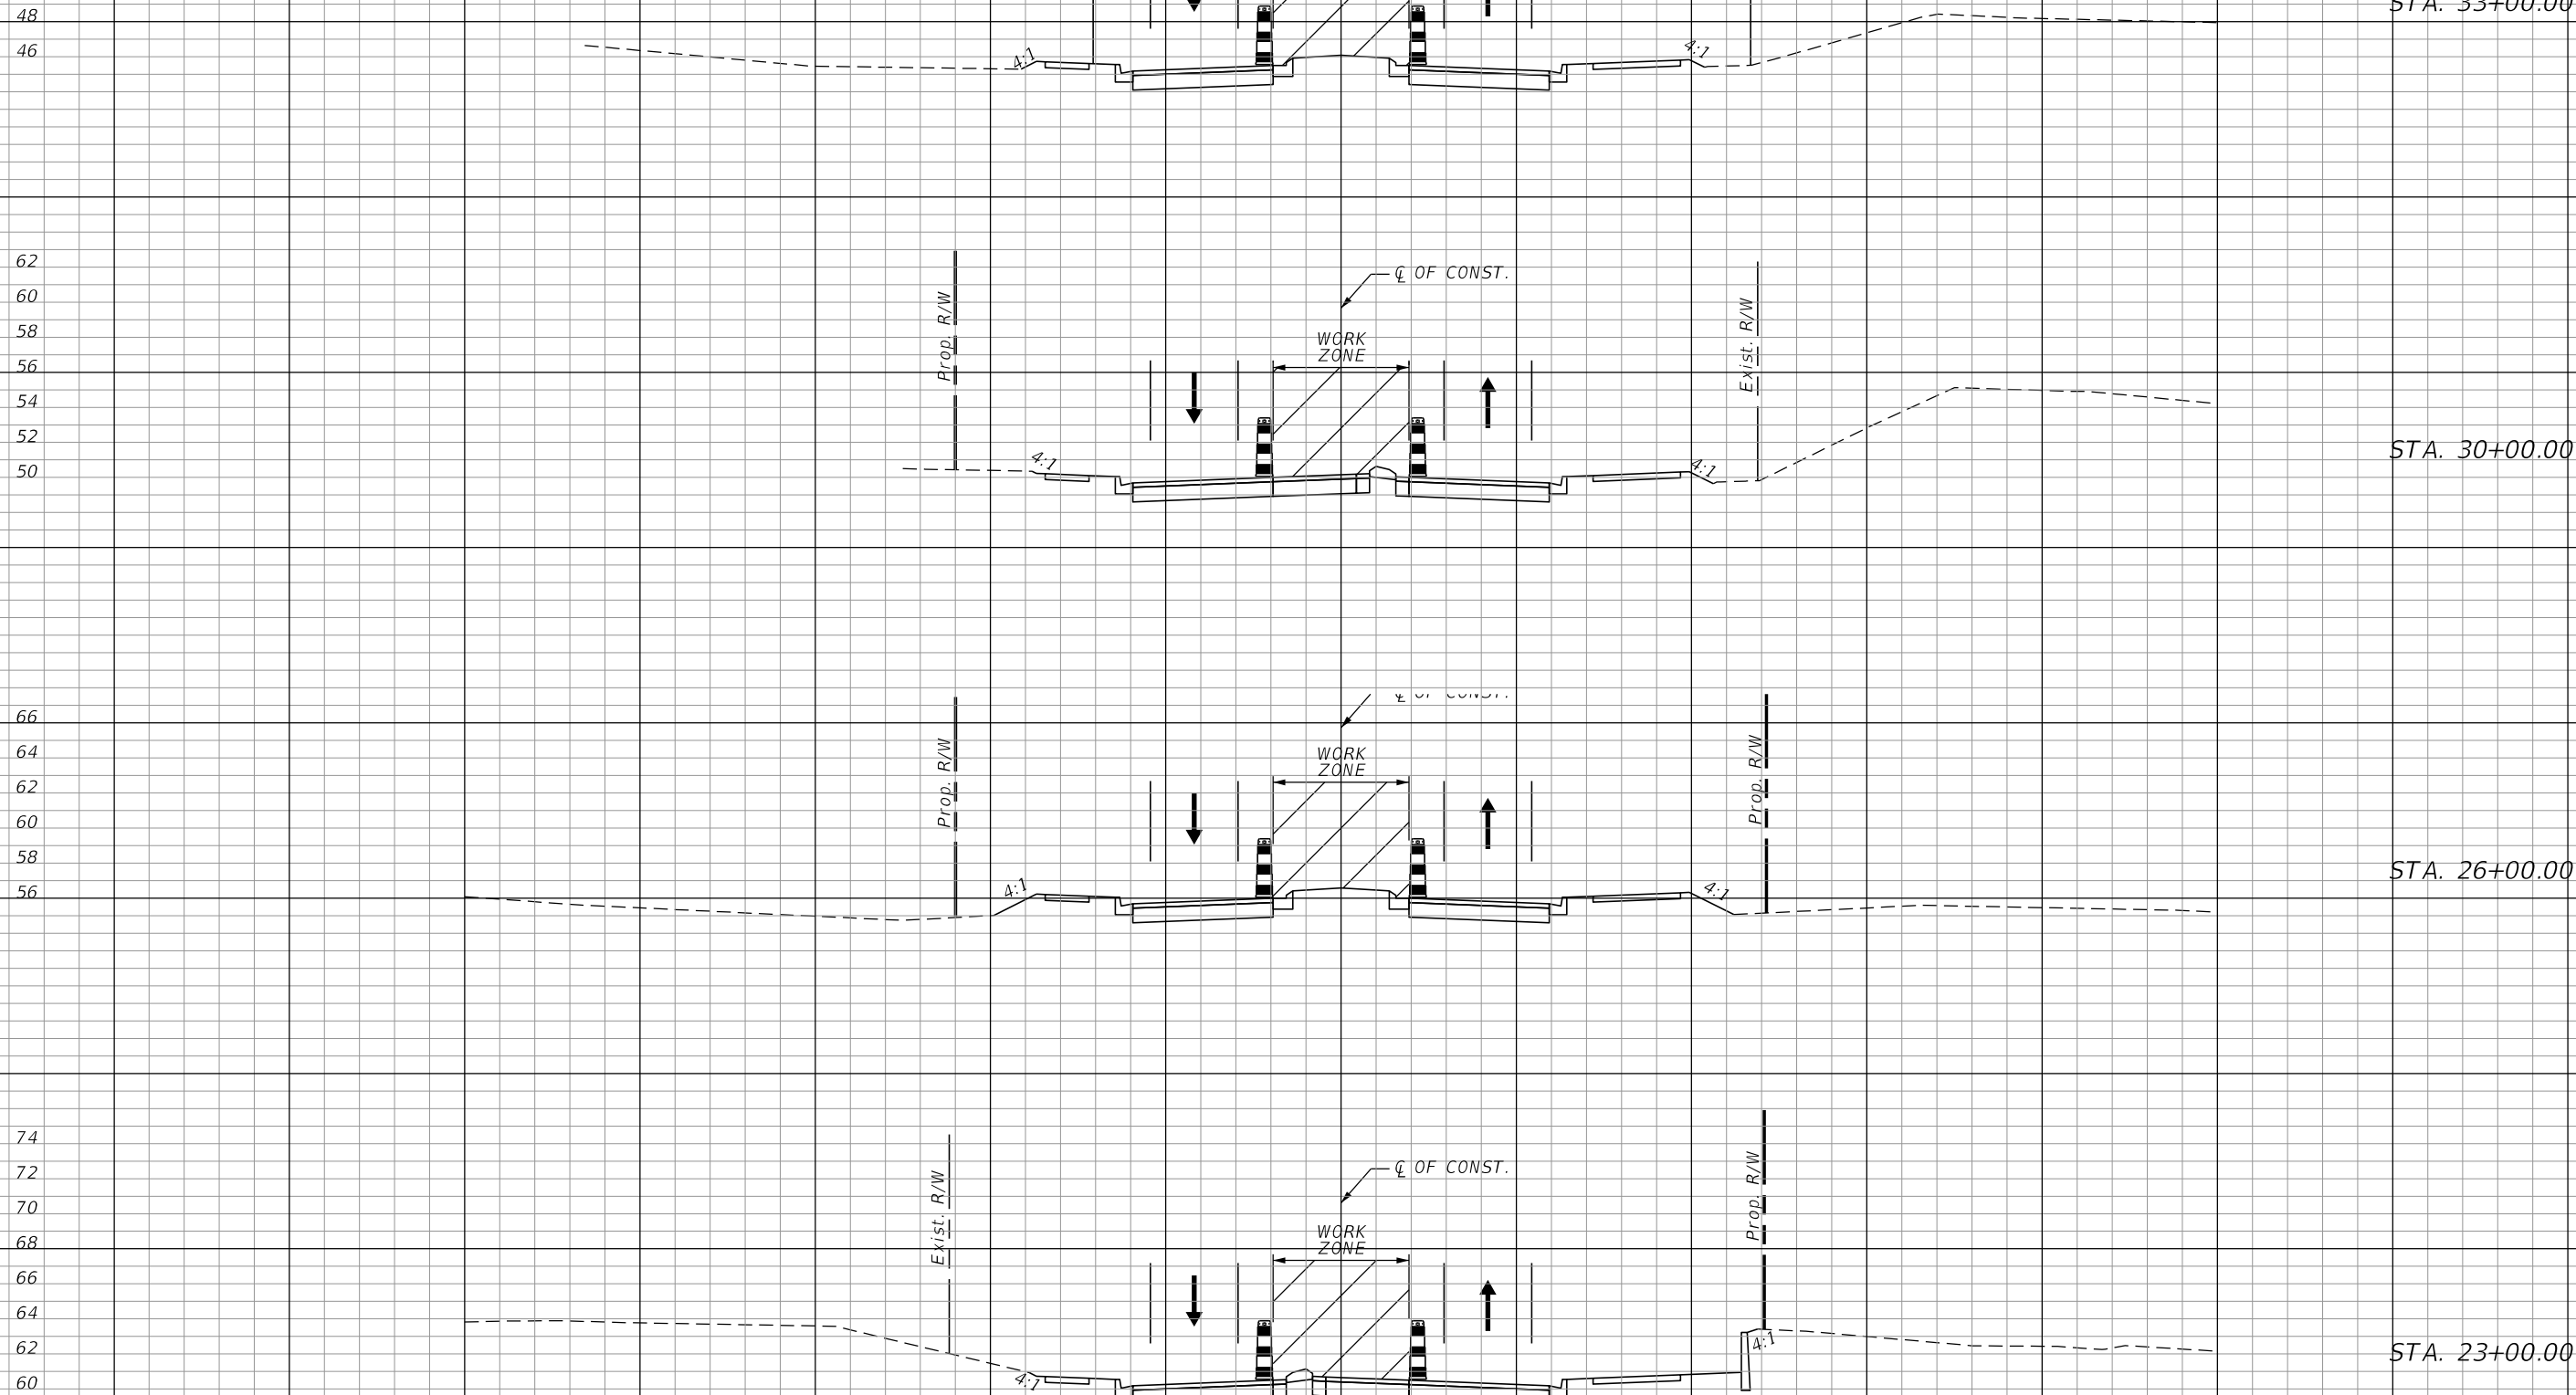 STA. 33+00.00
48
46
4:1
4:1
62
60
58
56
54
52
50
Prop. R/W
℄ OF CONST.
WORK
ZONE
Exist. R/W
4:1
4:1
STA. 30+00.00
66
64
62
60
58
56
℄ OF CONST.
Prop. R/W
WORK
ZONE
Prop. R/W
4:1
4:1
STA. 26+00.00
74
72
70
68
66
64
62
60
Exist. R/W
℄ OF CONST.
WORK
ZONE
Prop. R/W
4:1
4:1
STA. 23+00.00